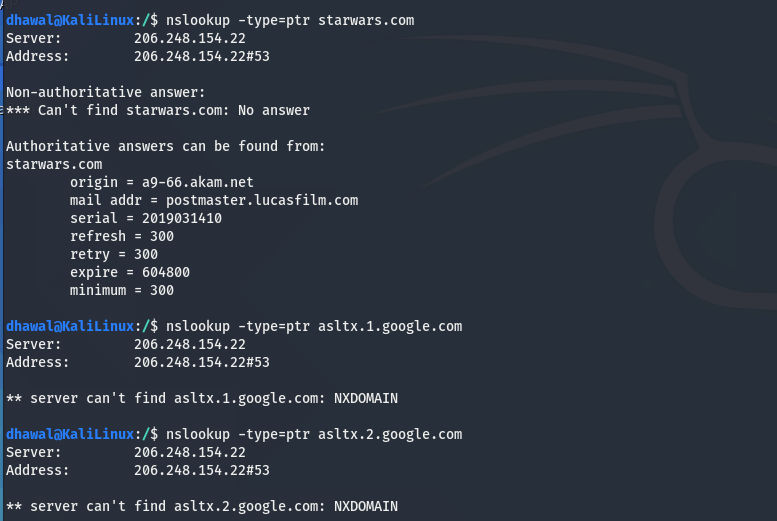 dhawal@KaliLinux:/$ nslookup -type=ptr starwars.com
Server: 206.248.154.22
Address: 206.248.154.22#53
Non-authoritative answer:
*** Can't find starwars.com: No answer
Authoritative answers can be found from:
starwars.com
origin = a9-66.akam.net
mail addr = postmaster.lucasfilm.com
serial = 2019031410
refresh = 300
retry = 300
expire = 604800
minimum = 300
dhawal@KaliLinux:/$ nslookup -type=ptr asltx.1.google.com
Server: 206.248.154.22
Address: 206.248.154.22#53
** server can't find asltx.1.google.com: NXDOMAIN
dhawal@KaliLinux:/$ nslookup -type=ptr asltx.2.google.com
Server: 206.248.154.22
Address: 206.248.154.22#53
** server can't find asltx.2.google.com: NXDOMAIN